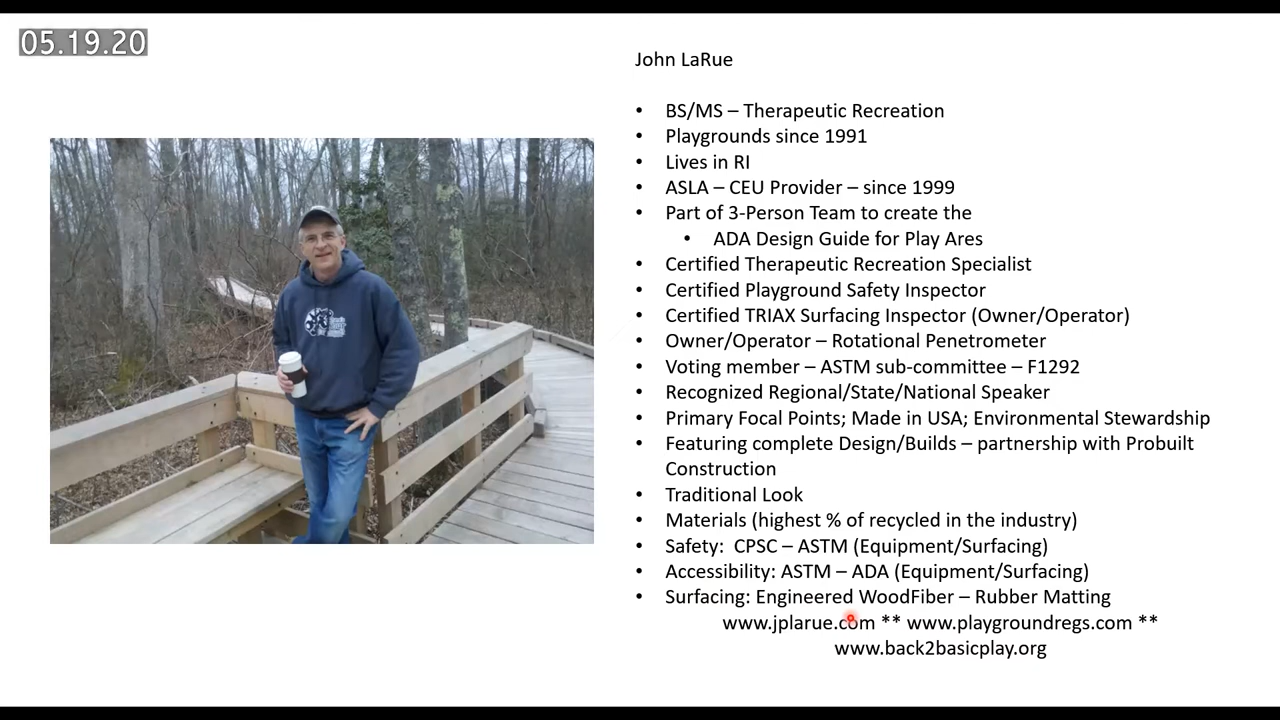 05.19.20
John LaRue
• BS/MS – Therapeutic Recreation
• Playgrounds since 1991
• Lives in RI
• ASLA – CEU Provider – since 1999
• Part of 3-Person Team to create the
• ADA Design Guide for Play Ares
• Certified Therapeutic Recreation Specialist
• Certified Playground Safety Inspector
• Certified TRIAX Surfacing Inspector (Owner/Operator)
• Owner/Operator – Rotational Penetrometer
• Voting member – ASTM sub-committee – F1292
• Recognized Regional/State/National Speaker
• Primary Focal Points; Made in USA; Environmental Stewardship
• Featuring complete Design/Builds – partnership with Probuilt
Construction
• Traditional Look
• Materials (highest % of recycled in the industry)
• Safety: CPSC – ASTM (Equipment/Surfacing)
• Accessibility: ASTM – ADA (Equipment/Surfacing)
• Surfacing: Engineered WoodFiber – Rubber Matting
www.jplarue.com ** www.playgroundregs.com **
www.back2basicplay.org